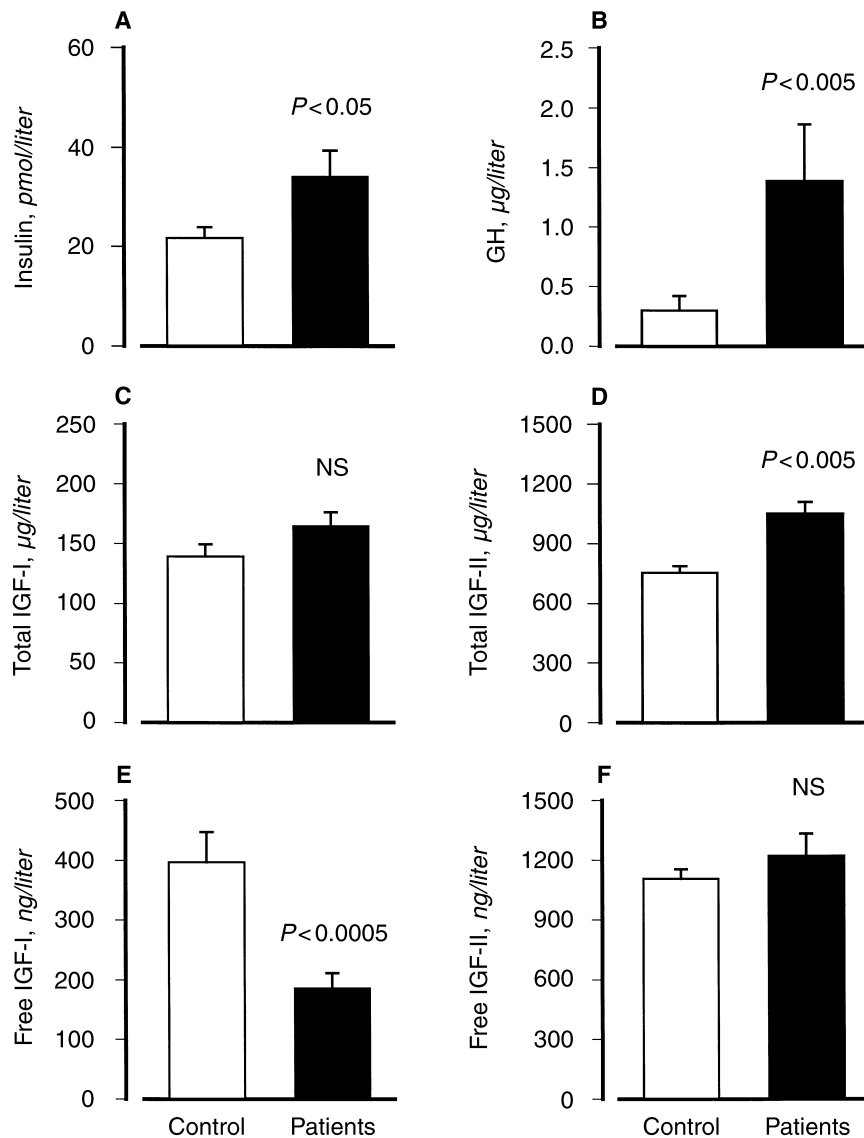 A
Insulin, pmol/liter
60
40
20
0
P<0.05
B
GH, µg/liter
2.5
2.0
1.5
1.0
0.5
0.0
P<0.005
C
Total IGF-I, µg/liter
250
200
150
100
50
0
NS
D
Total IGF-II, µg/liter
1500
1200
900
600
300
0
P<0.005
E
Free IGF-I, ng/liter
500
400
300
200
100
0
P<0.0005
Control Patients
F
Free IGF-II, ng/liter
1500
1200
900
600
300
0
NS
Control Patients